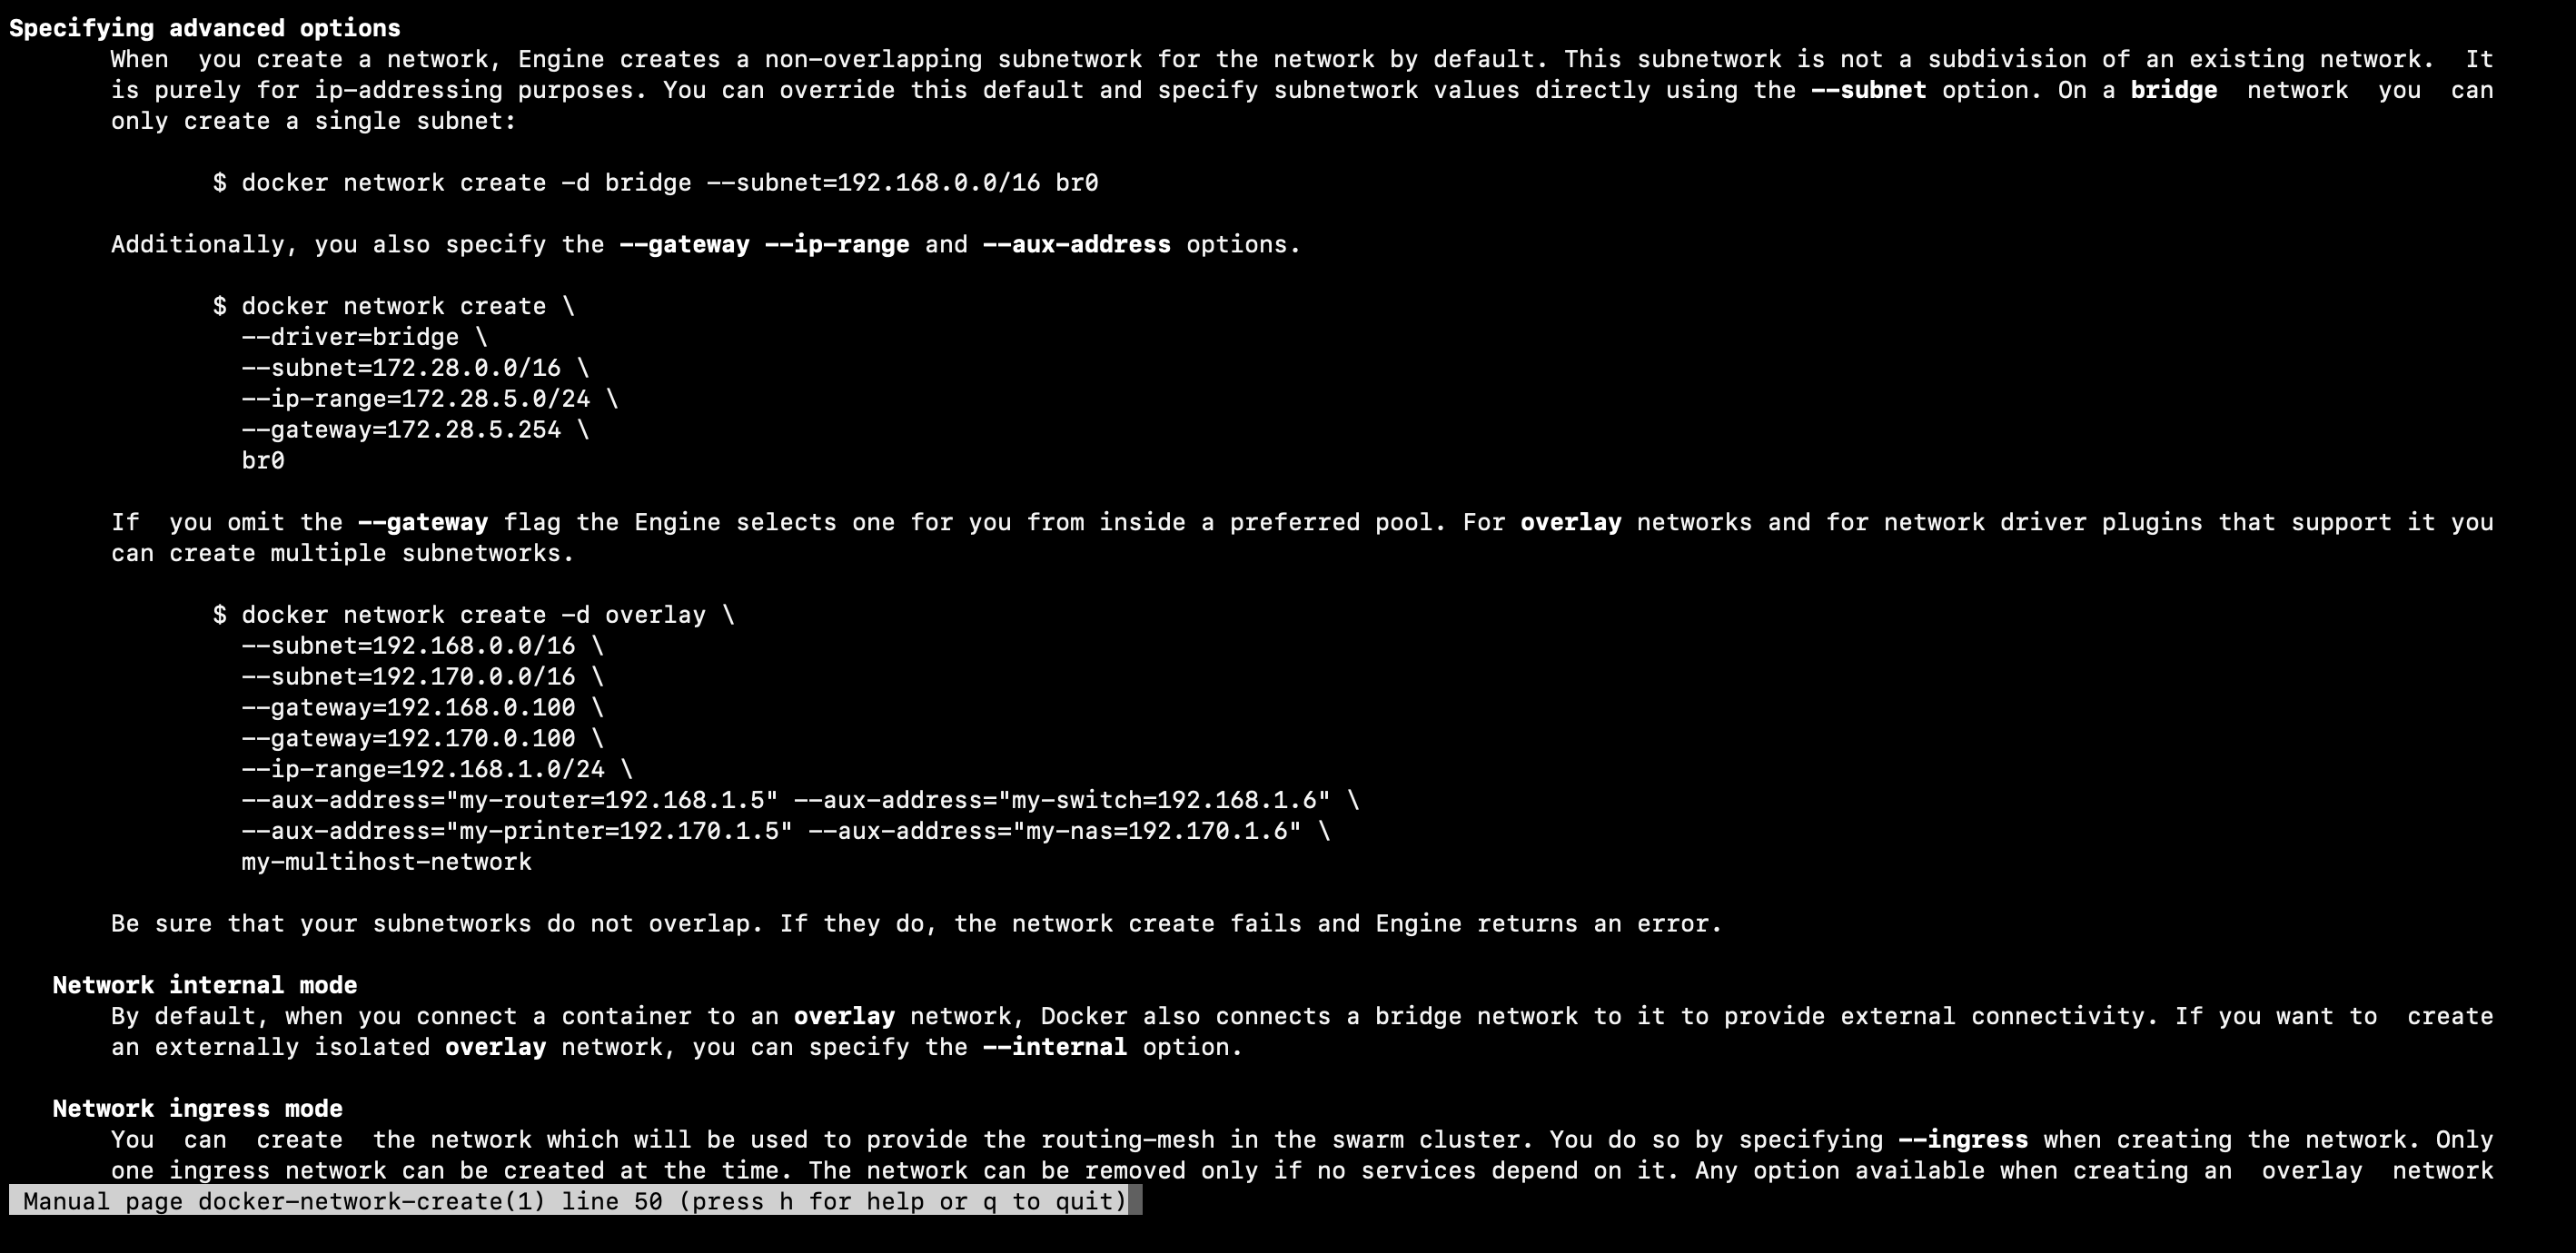 Specifying advanced options
When  you create a network, Engine creates a non-overlapping subnetwork for the network by default. This subnetwork is not a subdivision of an existing network.  It
is purely for ip-addressing purposes. You can override this default and specify subnetwork values directly using the --subnet option. On a bridge  network  you  can
only create a single subnet:

$ docker network create -d bridge --subnet=192.168.0.0/16 br0

Additionally, you also specify the --gateway --ip-range and --aux-address options.

$ docker network create \
  --driver=bridge \
  --subnet=172.28.0.0/16 \
  --ip-range=172.28.5.0/24 \
  --gateway=172.28.5.254 \
  br0

If  you omit the --gateway flag the Engine selects one for you from inside a preferred pool. For overlay networks and for network driver plugins that support it you
can create multiple subnetworks.

$ docker network create -d overlay \
  --subnet=192.168.0.0/16 \
  --subnet=192.170.0.0/16 \
  --gateway=192.168.0.100 \
  --gateway=192.170.0.100 \
  --ip-range=192.168.1.0/24 \
  --aux-address="my-router=192.168.1.5" --aux-address="my-switch=192.168.1.6" \
  --aux-address="my-printer=192.170.1.5" --aux-address="my-nas=192.170.1.6" \
  my-multihost-network

Be sure that your subnetworks do not overlap. If they do, the network create fails and Engine returns an error.

Network internal mode
By default, when you connect a container to an overlay network, Docker also connects a bridge network to it to provide external connectivity. If you want to  create
an externally isolated overlay network, you can specify the --internal option.

Network ingress mode
You  can  create  the network which will be used to provide the routing-mesh in the swarm cluster. You do so by specifying --ingress when creating the network. Only
one ingress network can be created at the time. The network can be removed only if no services depend on it. Any option available when creating an  overlay  network
Manual page docker-network-create(1) line 50 (press h for help or q to quit)